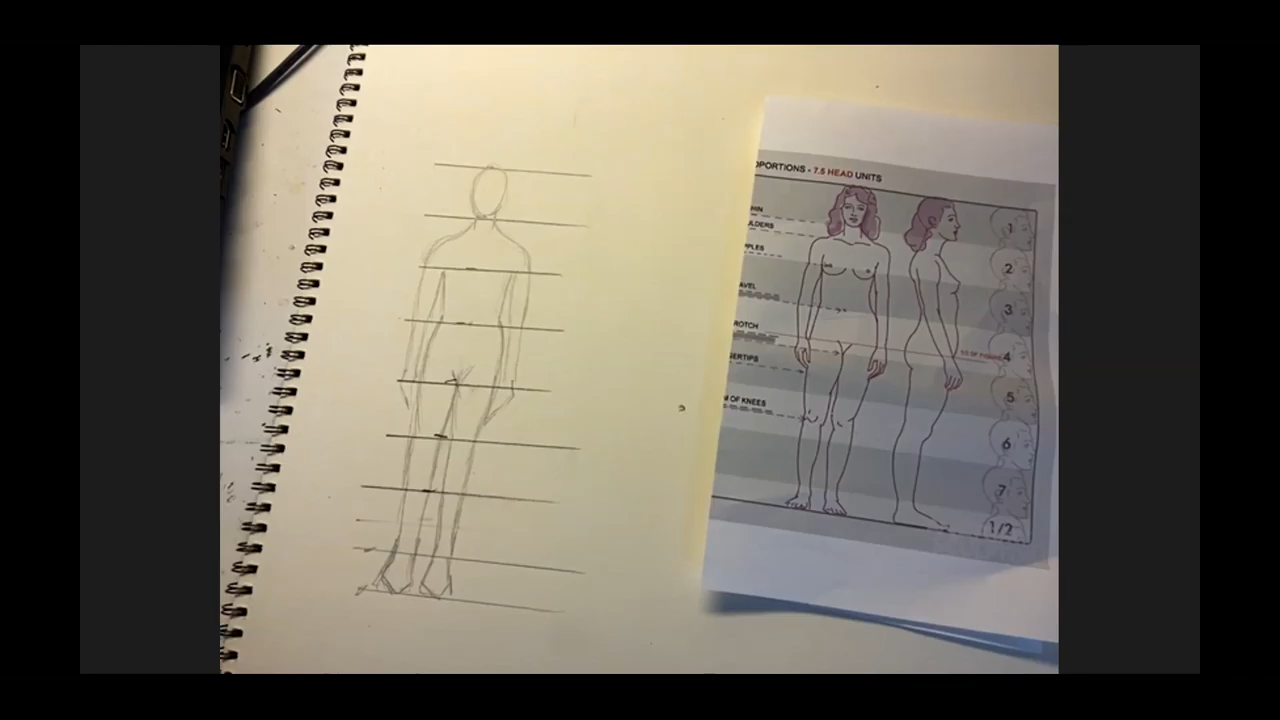 OPORTIONS - 7.5 HEAD UNITS
HIN
ULDERS
PPLES
AVEL
ROTCH
GERTIPS
M OF KNEES
1
2
3
4
5
6
7
1/2